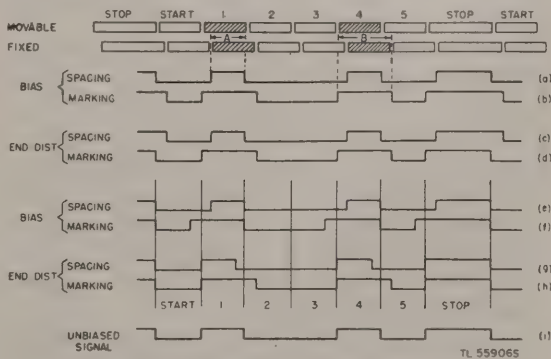 STOP START 1 2 3 4 5 STOP START
MOVABLE
A B
FIXED
BIAS SPACING (a)
MARKING (b)
END DIST SPACING (c)
MARKING (d)
BIAS SPACING (e)
MARKING (f)
END DIST SPACING (g)
MARKING (h)
START 1 2 3 4 5 STOP
UNBIASED SIGNAL (i)
TL 55906S